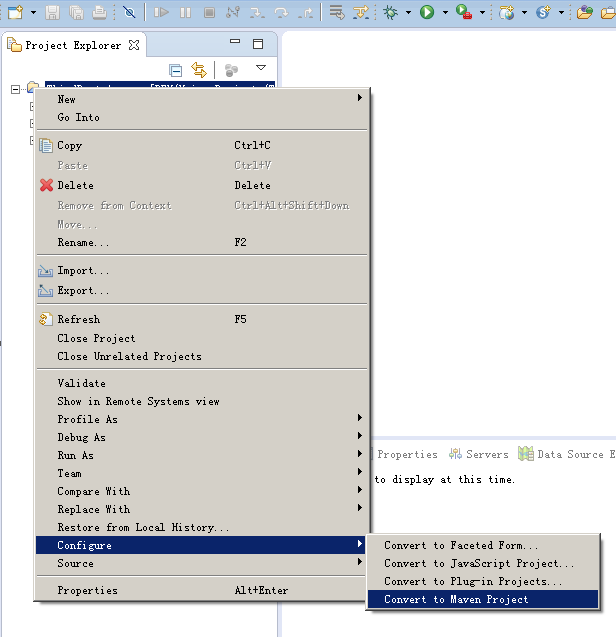 Project Explorer
New
Go Into
Copy Ctrl+C
Paste Ctrl+V
Delete Delete
Remove from Context Ctrl+Alt+Shift+Down
Move...
Rename... F2
Import...
Export...
Refresh F5
Close Project
Close Unrelated Projects
Validate
Show in Remote Systems view
Profile As
Debug As
Run As
Team
Compare With
Replace With
Restore from Local History...
Configure
Source
Properties Alt+Enter
Properties Servers Data Source E
to display at this time.
Convert to Faceted Form...
Convert to JavaScript Project...
Convert to Plug-in Projects...
Convert to Maven Project